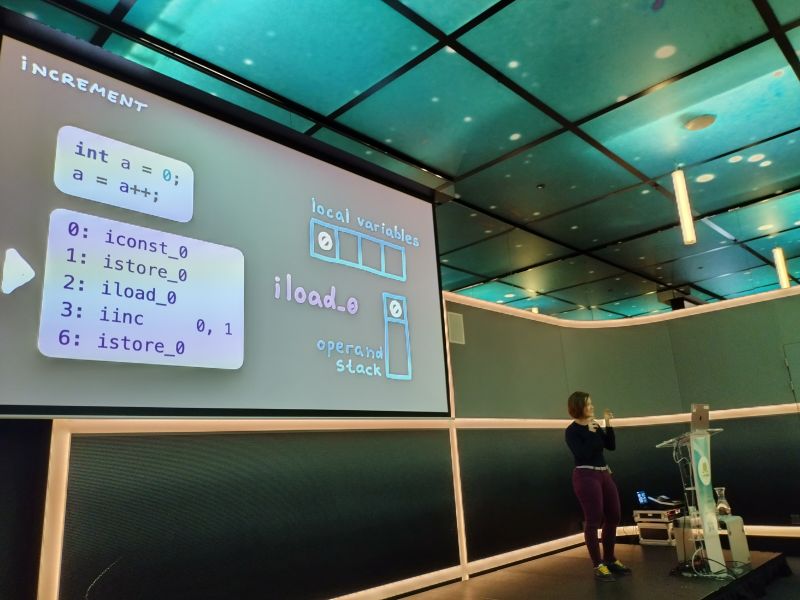 INCREMENT
int a = 0;
a = a++;
0: iconst_0
1: istore_0
2: iload_0
3: iinc 0, 1
6: istore_0
local variables
0
iload_0
0
operand
stack